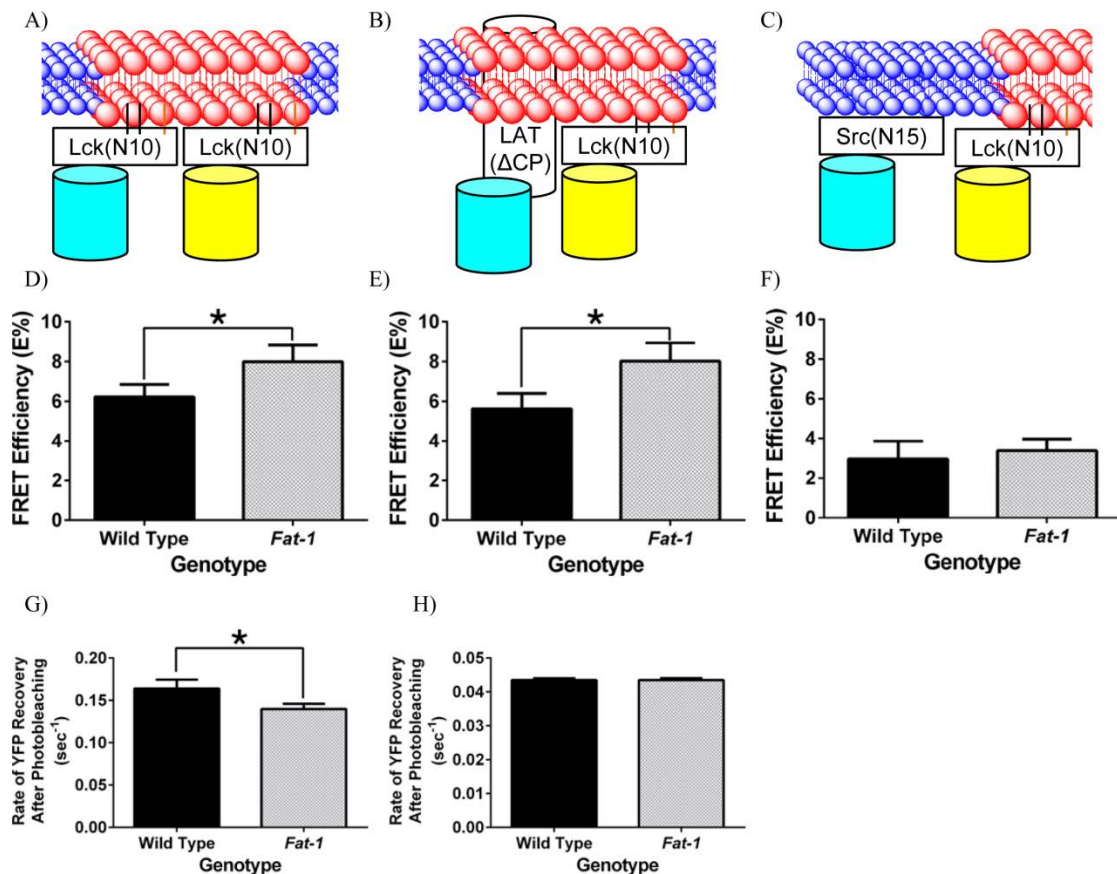 A)
B)
C)
Lck(N10)
Lck(N10)
LAT
(ΔCP)
Lck(N10)
Src(N15)
Lck(N10)
D)
FRET Efficiency (E%)
10
8
6
4
2
0
*
Wild Type
Fat-1
Genotype
E)
FRET Efficiency (E%)
10
8
6
4
2
0
*
Wild Type
Fat-1
Genotype
F)
FRET Efficiency (E%)
10
8
6
4
2
0
Wild Type
Fat-1
Genotype
G)
Rate of YFP Recovery
After Photobleaching
(sec⁻¹)
0.20
0.15
0.10
0.05
0.00
*
Wild Type
Fat-1
Genotype
H)
Rate of YFP Recovery
After Photobleaching
(sec⁻¹)
0.05
0.04
0.03
0.02
0.01
0.00
Wild Type
Fat-1
Genotype